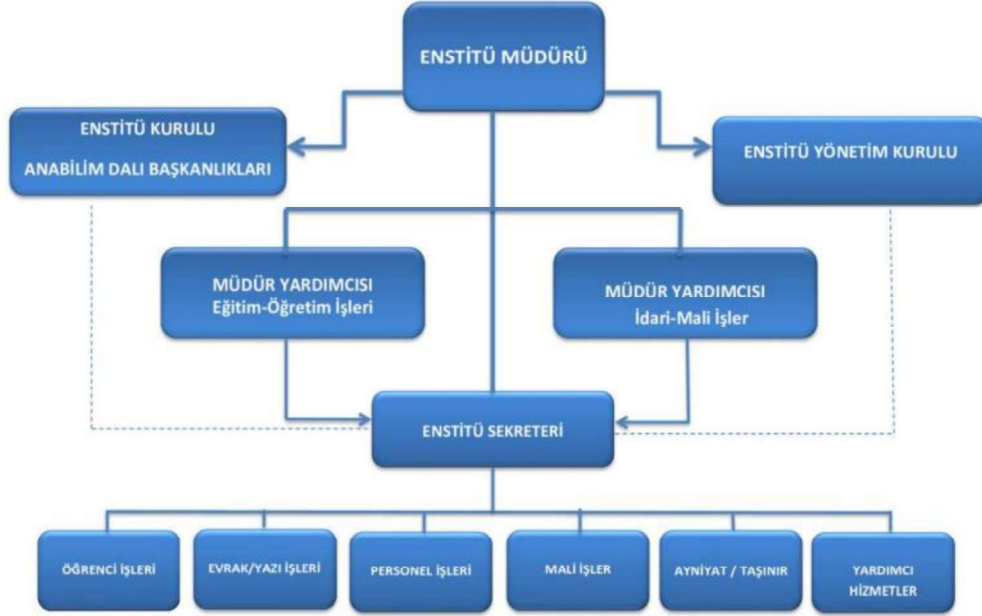 ENSTİTÜ MÜDÜRÜ
ENSTİTÜ KURULU
ANABİLİM DALI BAŞKANLIKLARI
ENSTİTÜ YÖNETİM KURULU
MÜDÜR YARDIMCISI
Eğitim-Öğretim İşleri
MÜDÜR YARDIMCISI
İdari-Mali İşler
ENSTİTÜ SEKRETERİ
ÖĞRENCİ İŞLERİ
EVRAK/YAZI İŞLERİ
PERSONEL İŞLERİ
MALİ İŞLER
AYNİYAT / TAŞINIR
YARDIMCI
HİZMETLER